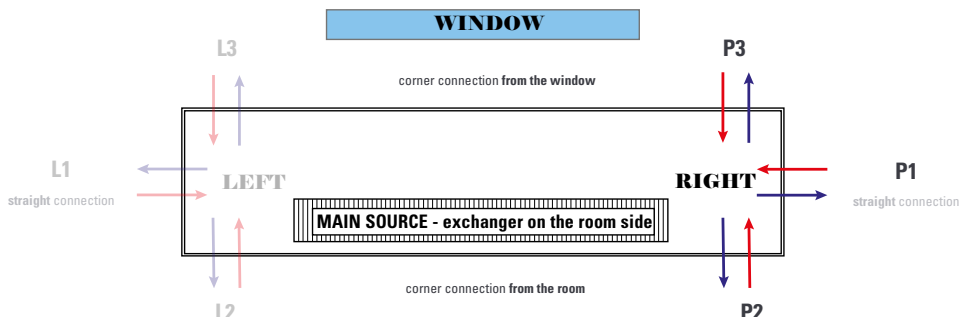 WINDOW
L3
P3
corner connection from the window
L1
LEFT
RIGHT
P1
straight connection
straight connection
MAIN SOURCE - exchanger on the room side
corner connection from the room
L2
P2